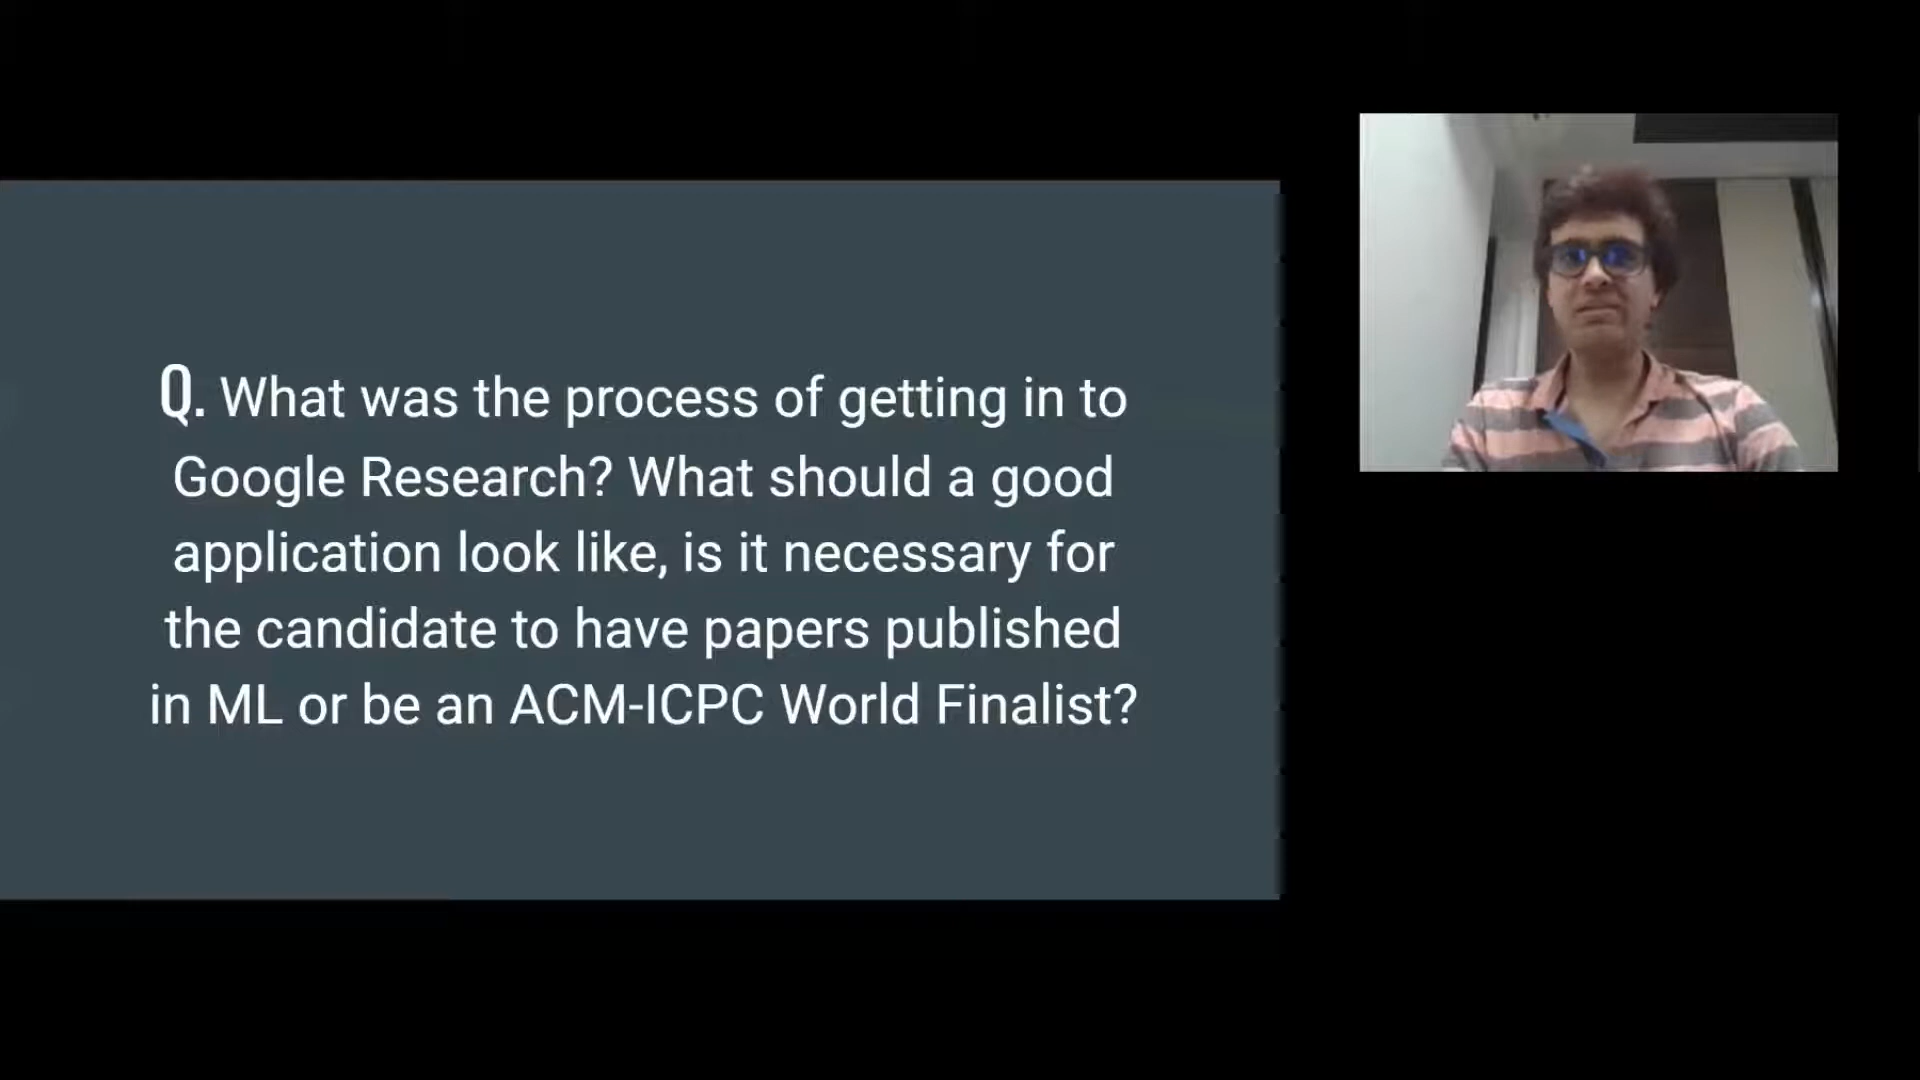 Q. What was the process of getting in to
Google Research? What should a good
application look like, is it necessary for
the candidate to have papers published
in ML or be an ACM-ICPC World Finalist?